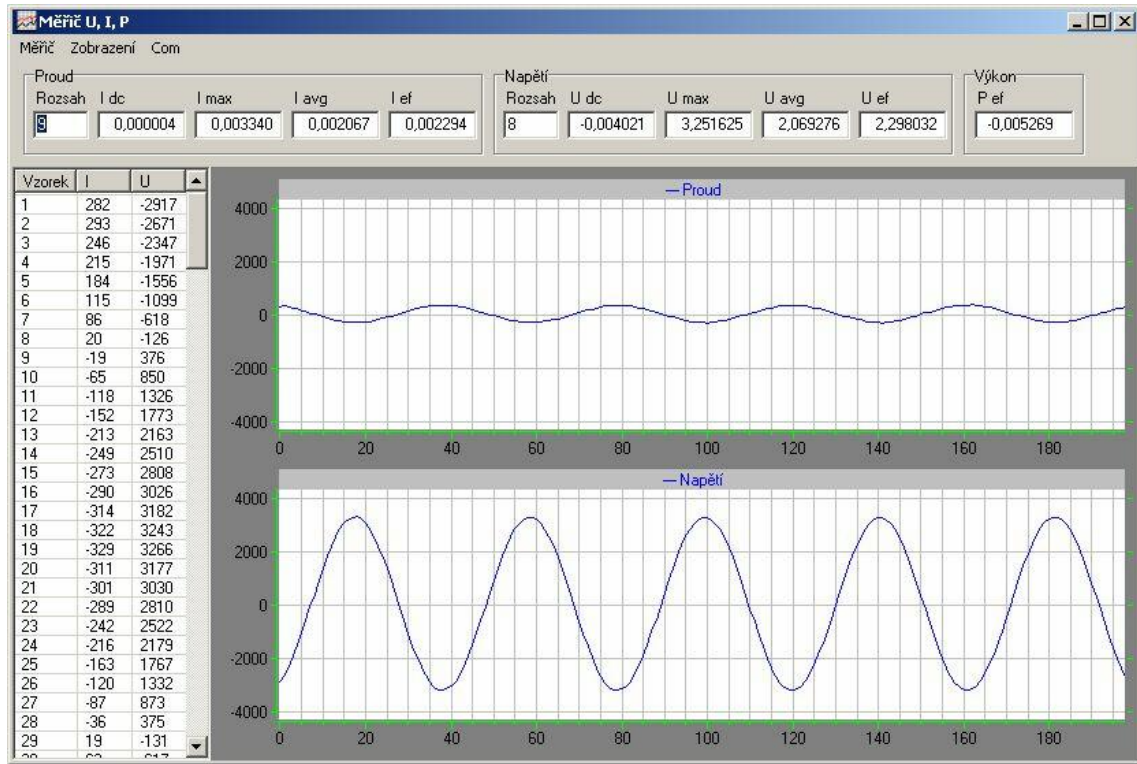 Měřič U, I, P
Měřič Zobrazení Com
Proud Napětí Výkon
Rozsah I dc I max I avg I ef Rozsah U dc U max U avg U ef P ef
9 0,000004 0,003340 0,002067 0,002294 8 -0,004021 3,251625 2,069276 2,298032 -0,005269
Vzorek I U
1 282 -2917
2 293 -2671
3 246 -2347
4 215 -1971
5 184 -1556
6 115 -1099
7 86 -618
8 20 -126
9 -19 376
10 -65 850
11 -118 1326
12 -152 1773
13 -213 2163
14 -249 2510
15 -273 2808
16 -290 3026
17 -314 3182
18 -322 3243
19 -329 3266
20 -311 3177
21 -301 3030
22 -289 2810
23 -242 2522
24 -216 2179
25 -163 1767
26 -120 1332
27 -87 873
28 -36 375
29 19 -131
Proud
4000
2000
0
-2000
-4000
0 20 40 60 80 100 120 140 160 180
Napětí
4000
2000
0
-2000
-4000
0 20 40 60 80 100 120 140 160 180